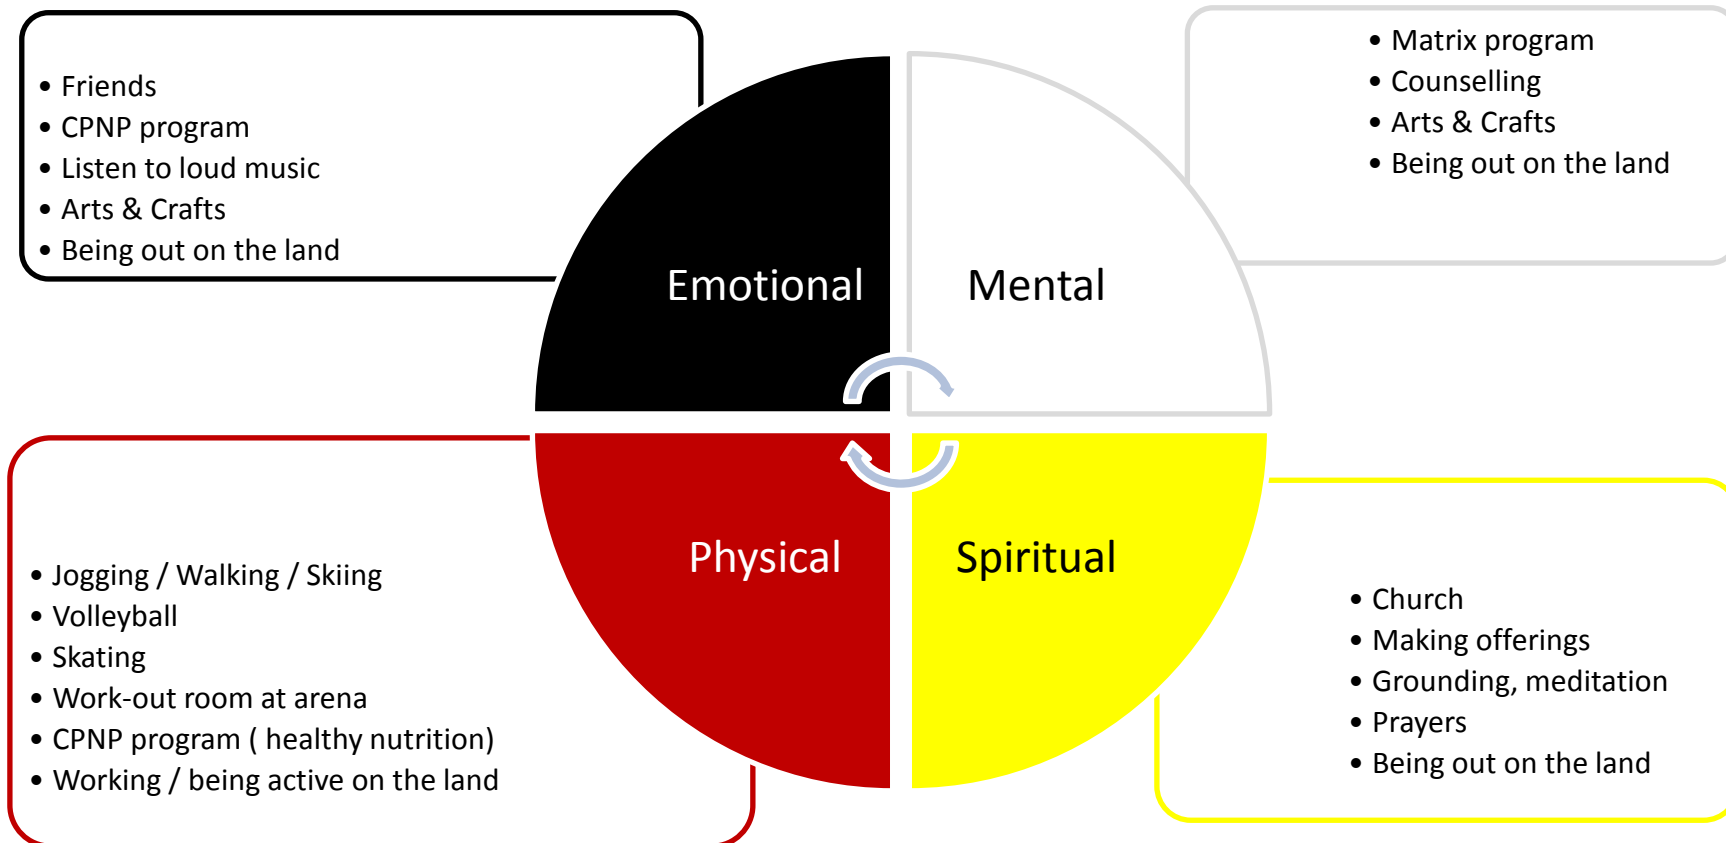 • Friends
• CPNP program
• Listen to loud music
• Arts & Crafts
• Being out on the land
• Matrix program
• Counselling
• Arts & Crafts
• Being out on the land
Emotional
Mental
Physical
Spiritual
• Jogging / Walking / Skiing
• Volleyball
• Skating
• Work-out room at arena
• CPNP program ( healthy nutrition)
• Working / being active on the land
• Church
• Making offerings
• Grounding, meditation
• Prayers
• Being out on the land